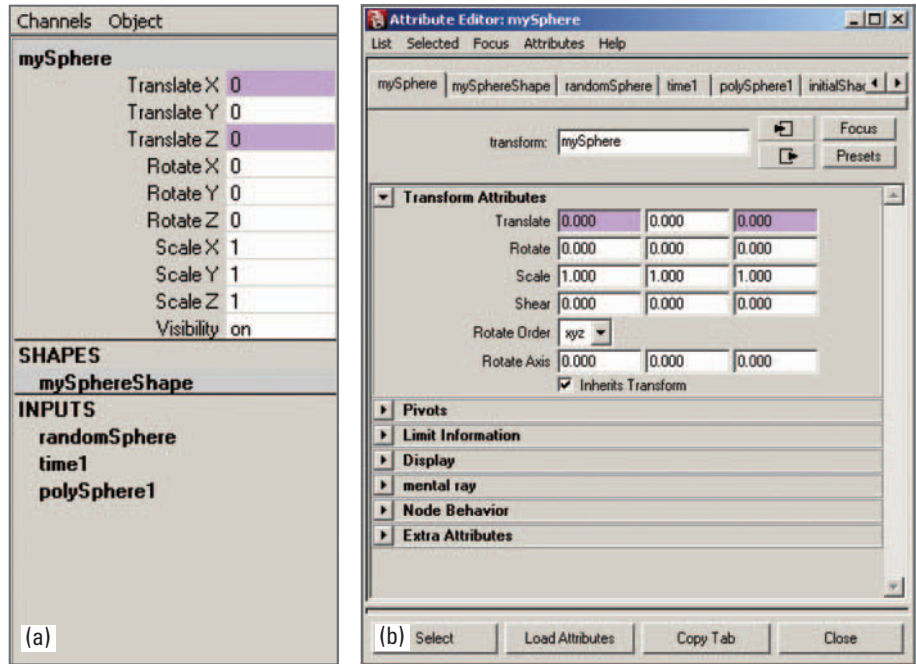 Channels Object
mySphere
Translate X 0
Translate Y 0
Translate Z 0
Rotate X 0
Rotate Y 0
Rotate Z 0
Scale X 1
Scale Y 1
Scale Z 1
Visibility on
SHAPES
mySphereShape
INPUTS
randomSphere
time1
polySphere1
(a)
Attribute Editor: mySphere
List Selected Focus Attributes Help
mySphere mySphereShape randomSphere time1 polySphere1 initialShac
transform: mySphere
Focus
Presets
Transform Attributes
Translate 0.000 0.000 0.000
Rotate 0.000 0.000 0.000
Scale 1.000 1.000 1.000
Shear 0.000 0.000 0.000
Rotate Order xyz
Rotate Axis 0.000 0.000 0.000
Inherits Transform
Pivots
Limit Information
Display
mental ray
Node Behavior
Extra Attributes
(b) Select Load Attributes Copy Tab Close